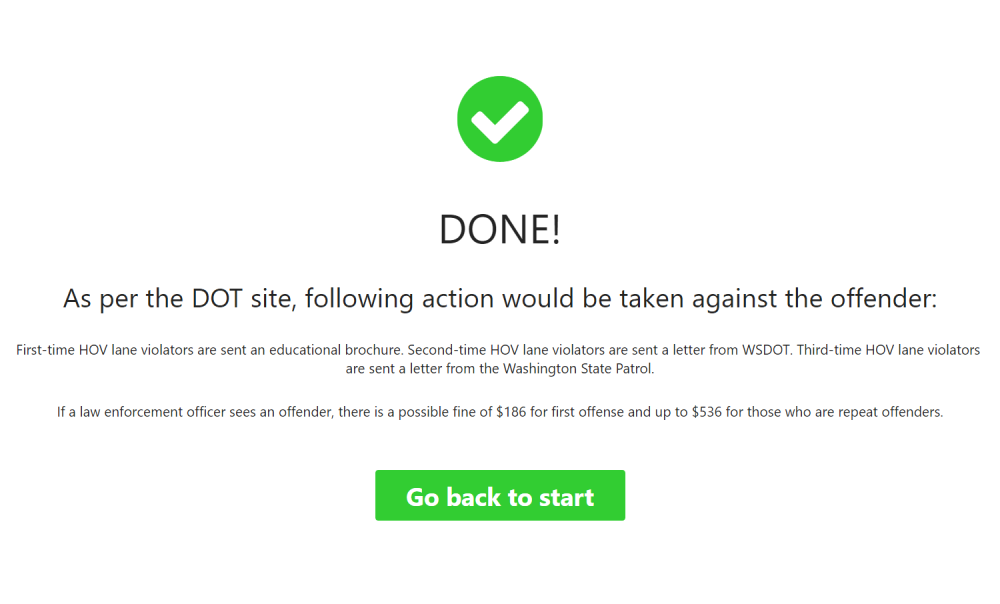 DONE!
As per the DOT site, following action would be taken against the offender:
First-time HOV lane violators are sent an educational brochure. Second-time HOV lane violators are sent a letter from WSDOT. Third-time HOV lane violators
are sent a letter from the Washington State Patrol.
If a law enforcement officer sees an offender, there is a possible fine of $186 for first offense and up to $536 for those who are repeat offenders.
Go back to start